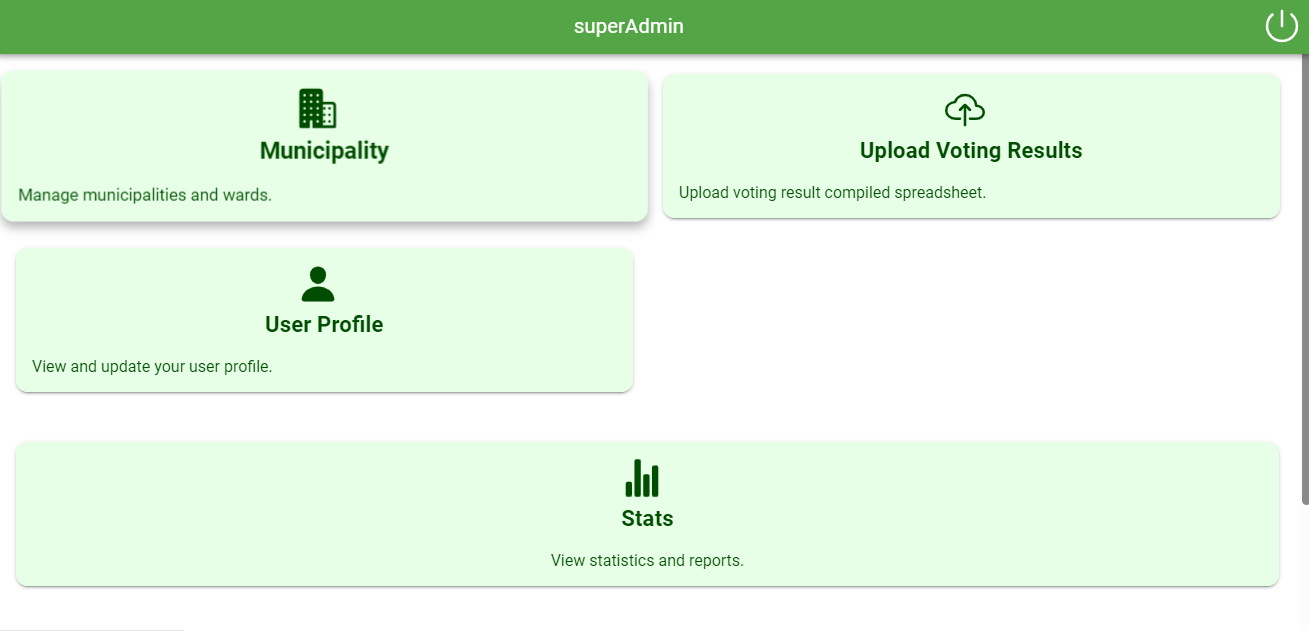 superAdmin
Municipality
Manage municipalities and wards.
Upload Voting Results
Upload voting result compiled spreadsheet.
User Profile
View and update your user profile.
Stats
View statistics and reports.